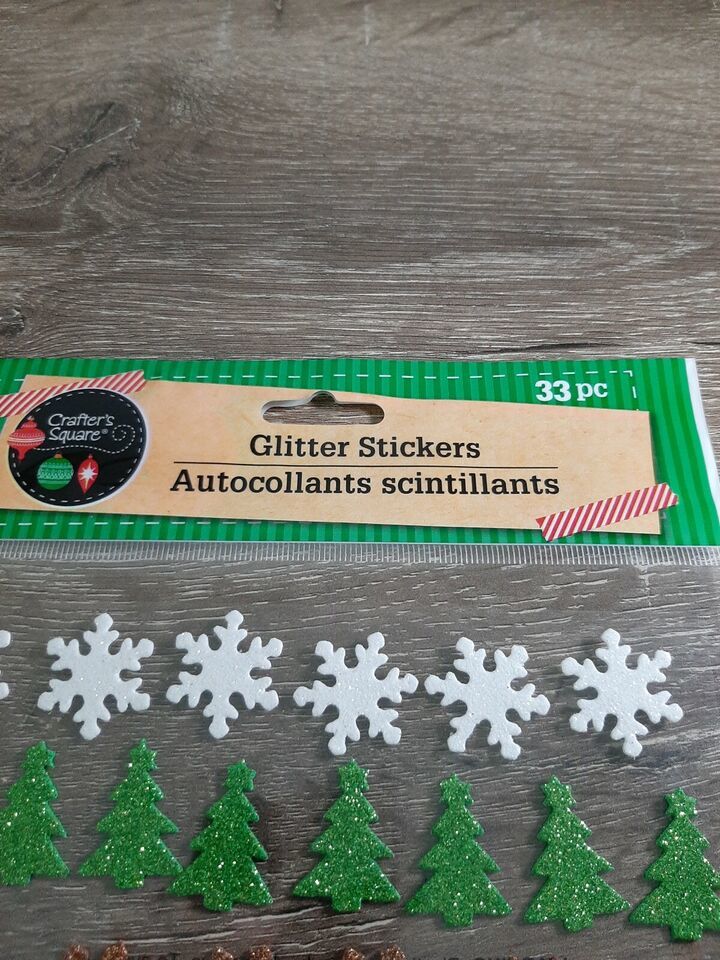 33 pc
Crafter's
Square®
Glitter Stickers
Autocollants scintillants